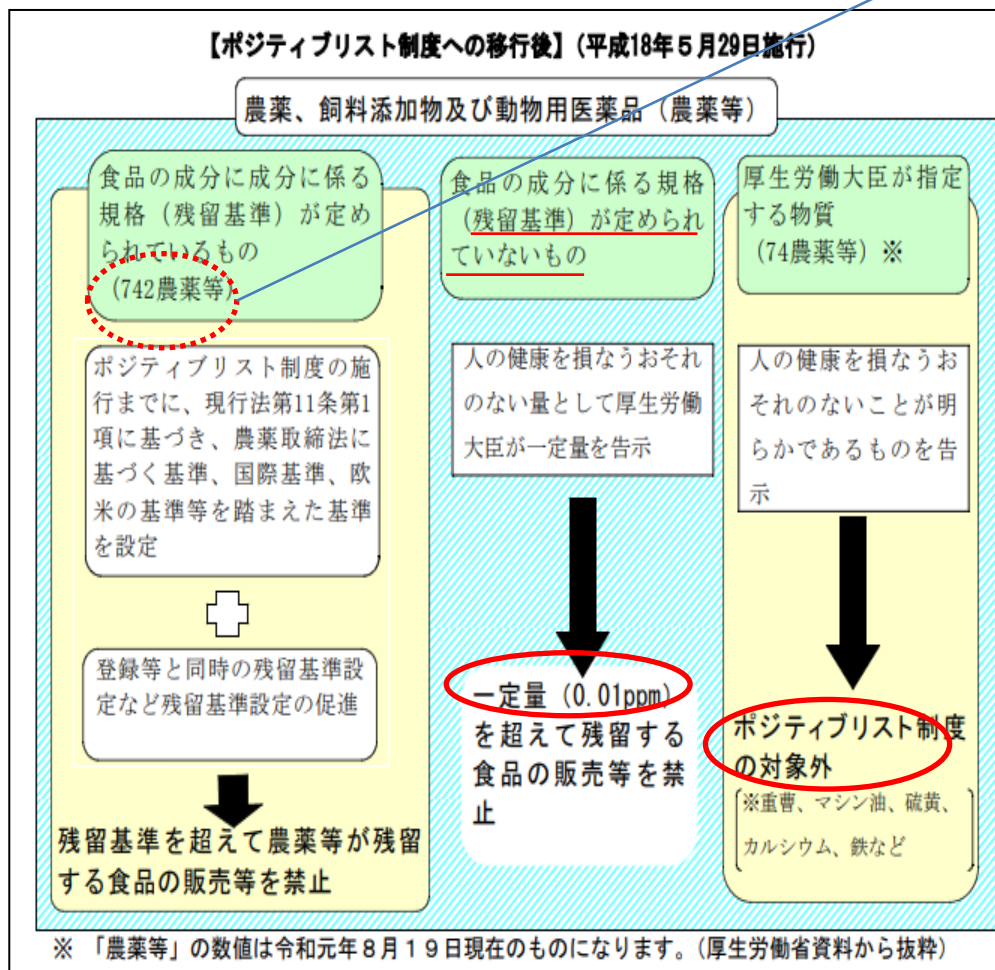 【ポジティブリスト制度への移行後】(平成18年５月29日施行)
農薬、飼料添加物及び動物用医薬品（農薬等）
食品の成分に成分に係る
規格（残留基準）が定め
られているもの
(742農薬等)
ポジティブリスト制度の施
行までに、現行法第11条第1
項に基づき、農薬取締法に
基づく基準、国際基準、欧
米の基準等を踏まえた基準
を設定
登録等と同時の残留基準設
定など残留基準設定の促進
残留基準を超えて農薬等が残留
する食品の販売等を禁止
食品の成分に係る規格
（残留基準）が定められ
ていないもの
人の健康を損なうおそれ
のない量として厚生労働
大臣が一定量を告示
一定量（0.01ppm）
を超えて残留する
食品の販売等を禁
止
厚生労働大臣が指定
する物質
(74農薬等）※
人の健康を損なうお
それのないことが明
らかであるものを告
示
ポジティブリスト制度
の対象外
※重曹、マシン油、硫黄、
カルシウム、鉄など
※ 「農薬等」の数値は令和元年８月１９日現在のものになります。(厚生労働省資料から抜粋）